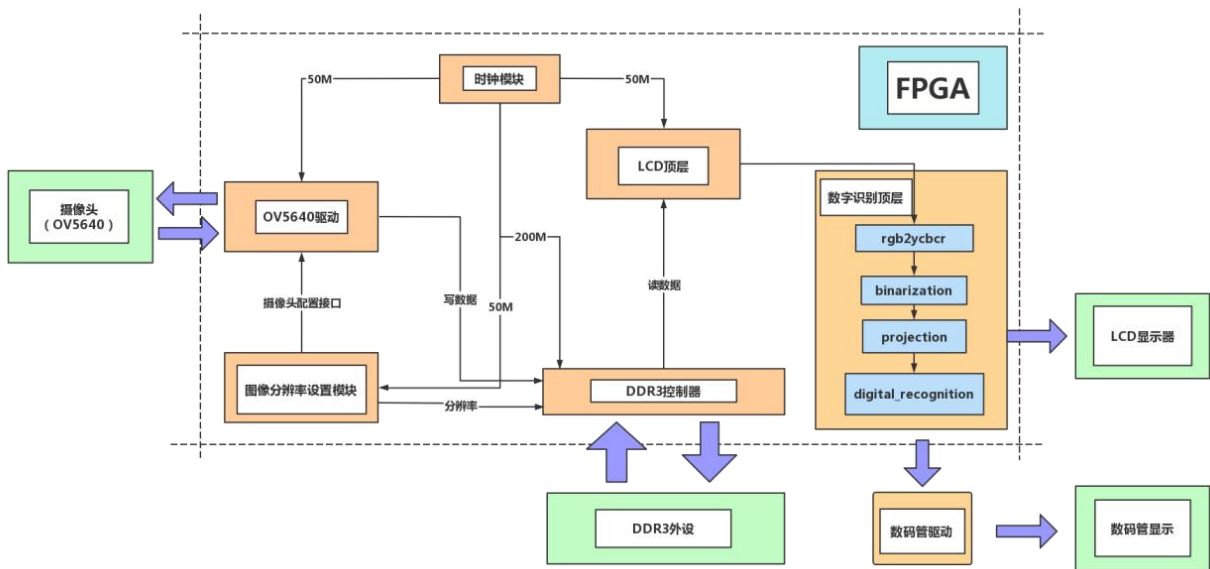 50M
时钟模块
50M
FPGA
LCD顶层
摄像头
（OV5640）
OV5640驱动
数字识别顶层
rgb2ycbcr
200M
binarization
摄像头配置接口
写数据
50M
读数据
projection
LCD显示器
图像分辨率设置模块
分辨率
DDR3控制器
digital_recognition
DDR3外设
数码管驱动
数码管显示